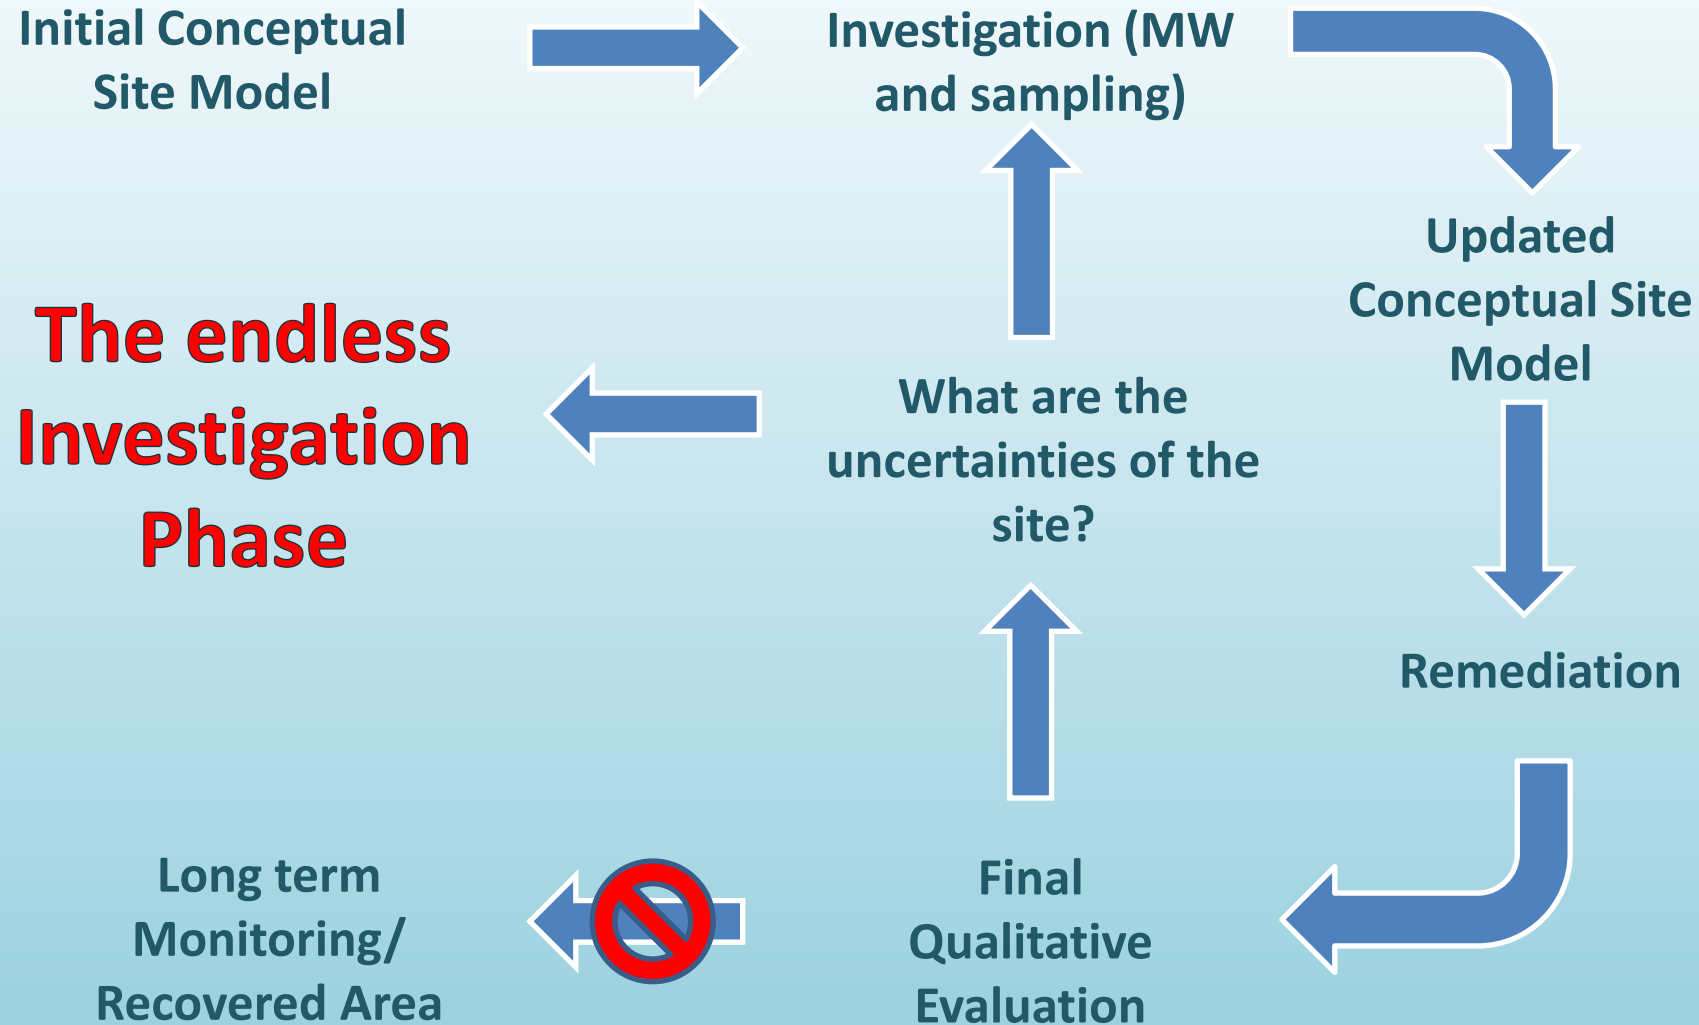 Initial Conceptual
Site Model
Investigation (MW
and sampling)
Updated
Conceptual Site
Model
The endless
Investigation
Phase
What are the
uncertainties of the
site?
Remediation
Long term
Monitoring/
Recovered Area
Final
Qualitative
Evaluation